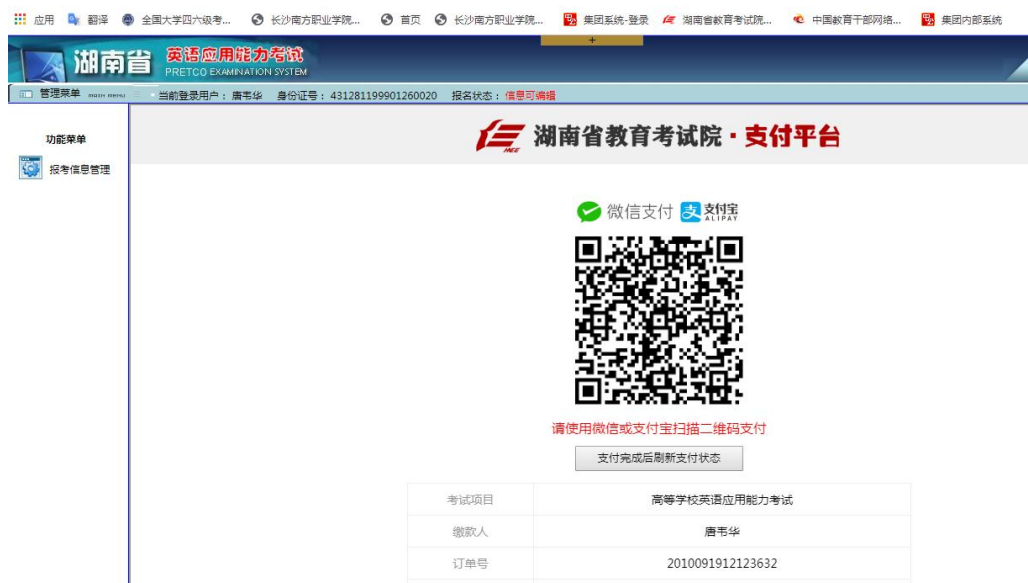 应用 翻译 全国大学四六级考... 长沙南方职业学院... 首页 长沙南方职业学院... 集团系统-登录 湖南省教育考试院... 中国教育干部网络... 集团内部系统
+
湖南省 英语应用能力考试
PRETCO EXAMINATION SYSTEM
管理菜单 MAIN MENU 当前登录用户：唐韦华 身份证号：431281199901260020 报名状态：信息可编辑
功能菜单
报考信息管理
HEE 湖南省教育考试院·支付平台
微信支付 支 支付宝
ALIPAY
请使用微信或支付宝扫描二维码支付
支付完成后刷新支付状态
考试项目 高等学校英语应用能力考试
缴款人 唐韦华
订单号 2010091912123632